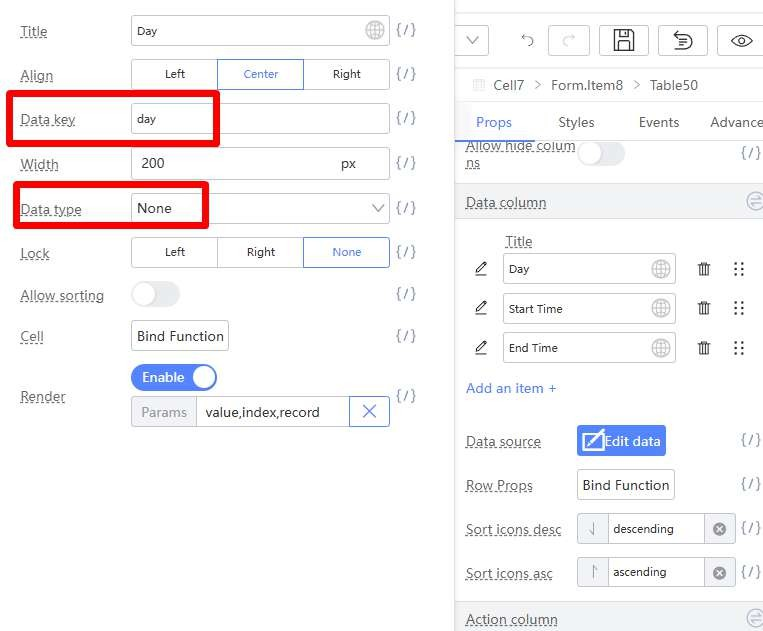 Title
Day
{/}
Align
Left
Center
Right
{/}
Data key
day
{/}
Width
200
px
{/}
Data type
None
{/}
Lock
Left
Right
None
{/}
Allow sorting
{/}
Cell
Bind Function
{/}
Render
Enable
{/}
Params
value,index,record
Cell7 > Form.Item8 > Table50
Props
Styles
Events
Advance
Allow hide colum
ns
{/}
Data column
Title
Day
Start Time
End Time
Add an item +
Data source
Edit data
{/}
Row Props
Bind Function
{/}
Sort icons desc
descending
{/}
Sort icons asc
ascending
{/}
Action column